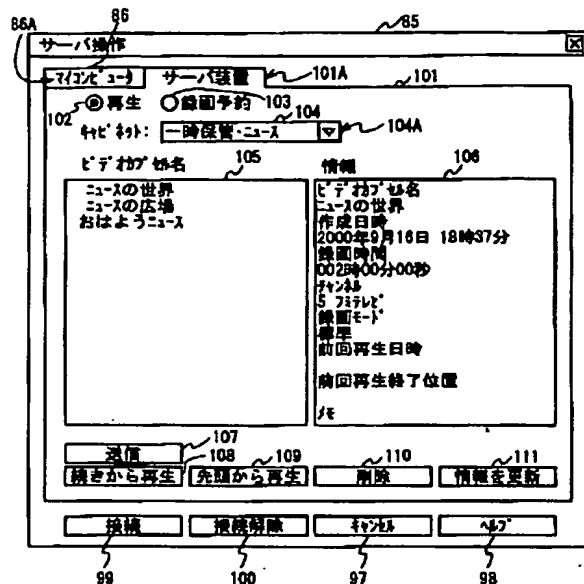 86A
86
85
サーバ操作
マイコンピュータ
サーバ装置
101A
101
102
再生
録画予約
103
104
キャビネット:
一時保管・ニュース
104A
ビデオカプセル名
105
情報
106
ニュースの世界
ニュースの広場
おはようニュース
ビデオカプセル名
ニュースの世界
作成日時
2000年9月16日 18時37分
録画時間
002時00分00秒
チャンネル
5 フミテレビ
録画モード
標準
前回再生日時
前回再生終了位置
メモ
送信
107
108
109
110
111
続きから再生
先頭から再生
削除
情報を更新
接続
接続解除
キャンセル
ヘルプ
99
100
97
98